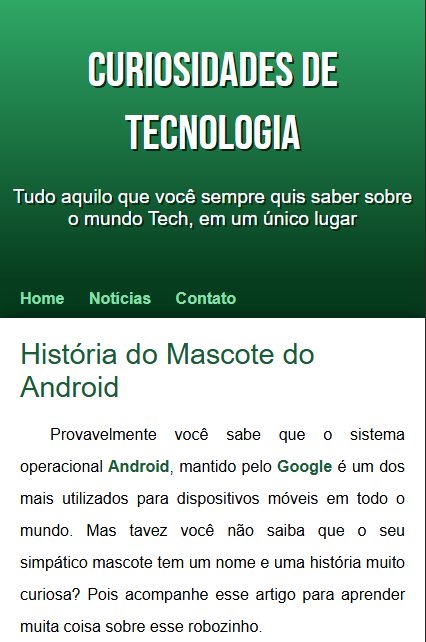 CURIOSIDADES DE
TECNOLOGIA
Tudo aquilo que você sempre quis saber sobre
o mundo Tech, em um único lugar
Home Notícias Contato
História do Mascote do
Android
Provavelmente você sabe que o sistema
operacional Android, mantido pelo Google é um dos
mais utilizados para dispositivos móveis em todo o
mundo. Mas tavez você não saiba que o seu
simpático mascote tem um nome e uma história muito
curiosa? Pois acompanhe esse artigo para aprender
muita coisa sobre esse robozinho.